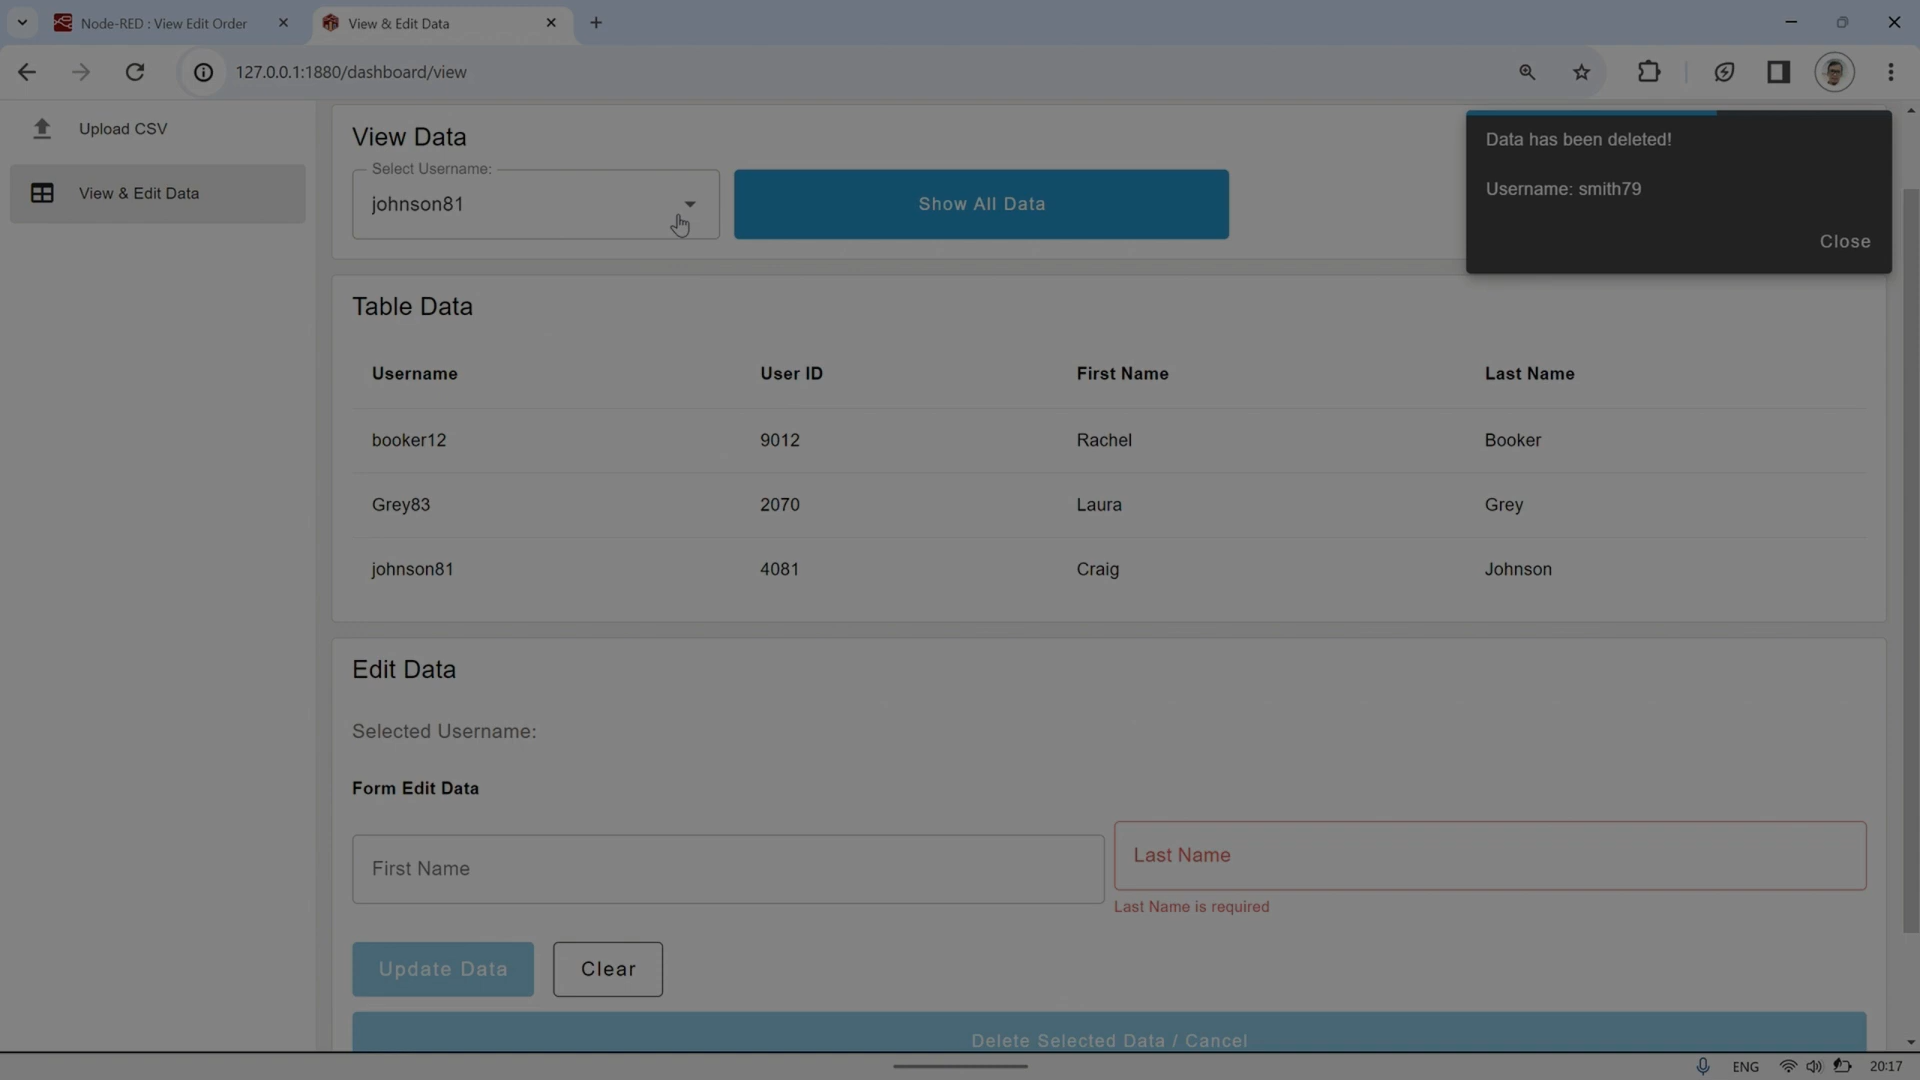 Node-RED : View Edit Order
View & Edit Data
127.0.0.1:1880/dashboard/view
Upload CSV
View & Edit Data
View Data
Select Username:
johnson81
Show All Data
Data has been deleted!
Username: smith79
Close
Table Data
Username User ID First Name Last Name
booker12 9012 Rachel Booker
Grey83 2070 Laura Grey
johnson81 4081 Craig Johnson
Edit Data
Selected Username:
Form Edit Data
First Name
Last Name
Last Name is required
Update Data
Clear
Delete Selected Data / Cancel
ENG
20:17